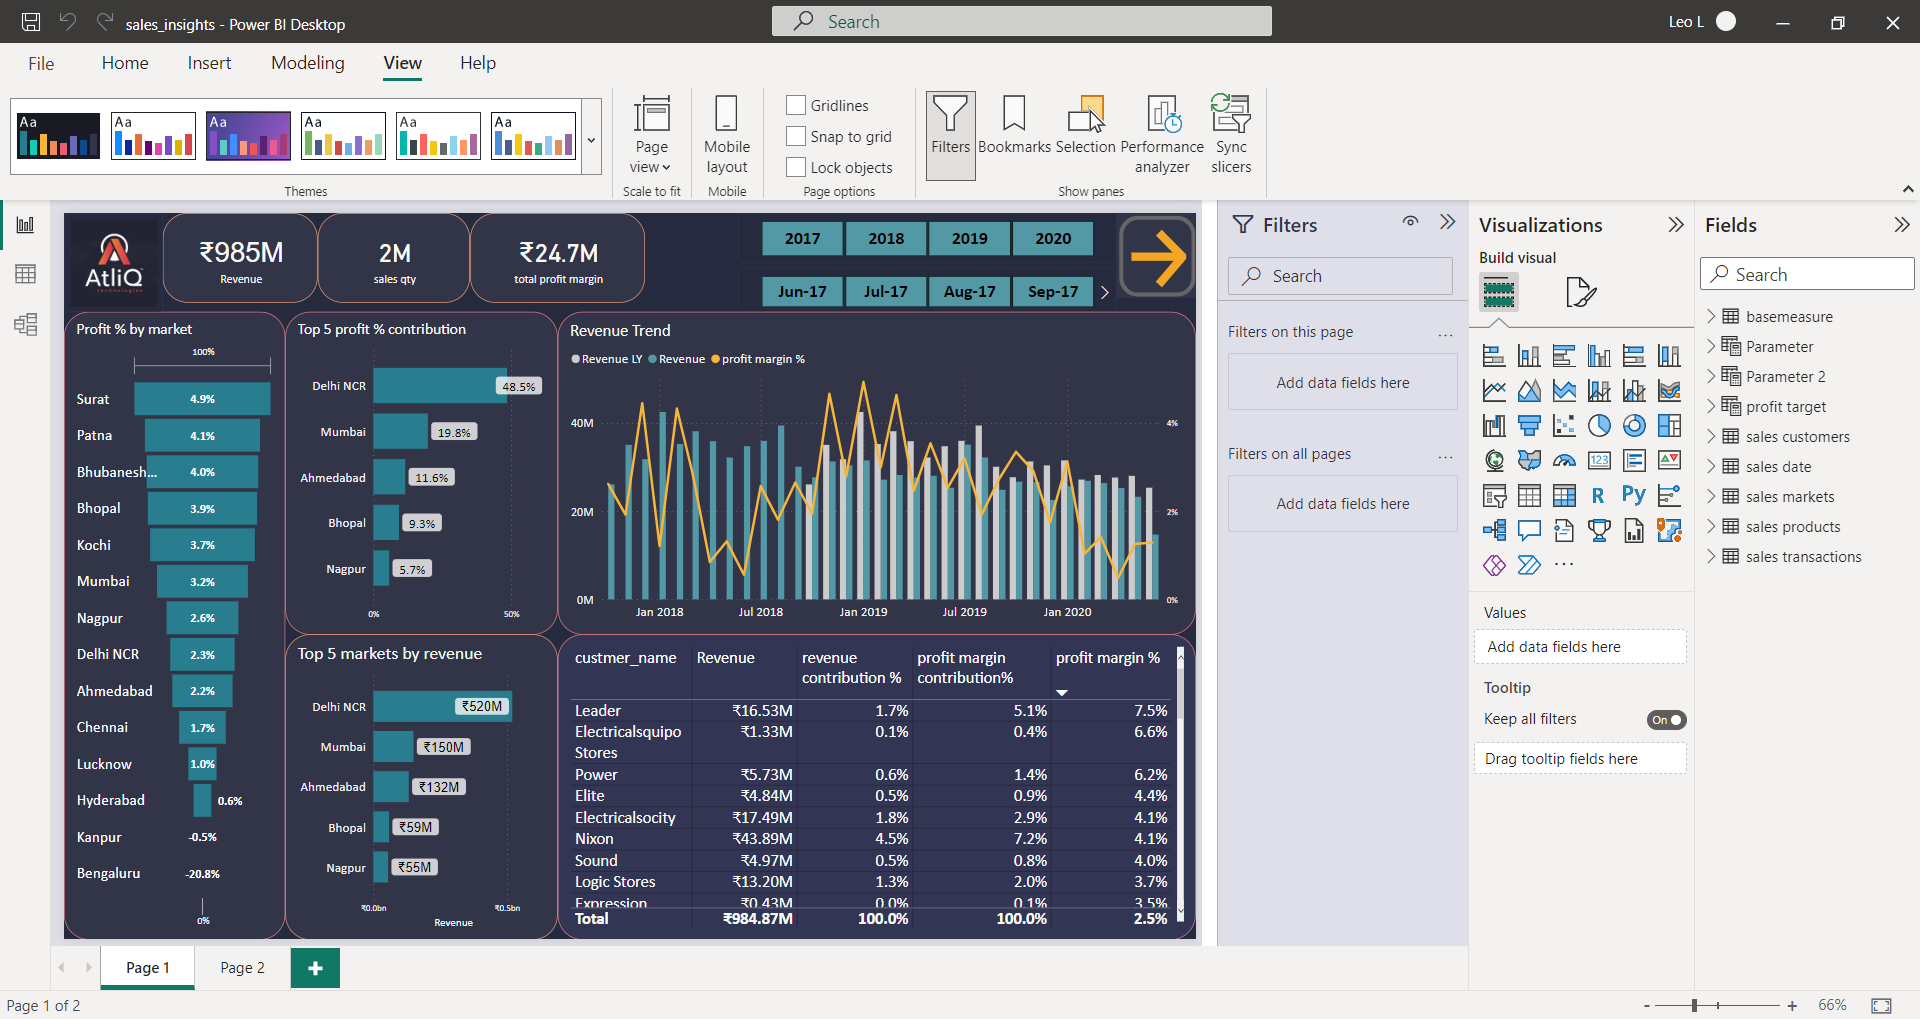 sales_insights - Power BI Desktop
Search
Leo L
File
Home
Insert
Modeling
View
Help
Aa
Aa
Aa
Aa
Aa
Aa
Themes
Page
view
Scale to fit
Mobile
layout
Mobile
Gridlines
Snap to grid
Lock objects
Page options
Filters
Bookmarks
Selection
Performance
analyzer
Sync
slicers
Show panes
AtliQ
technologies
₹985M
Revenue
2M
sales qty
₹24.7M
total profit margin
2017
2018
2019
2020
Jun-17
Jul-17
Aug-17
Sep-17
Profit % by market
100%
Surat 4.9%
Patna 4.1%
Bhubanesh... 4.0%
Bhopal 3.9%
Kochi 3.7%
Mumbai 3.2%
Nagpur 2.6%
Delhi NCR 2.3%
Ahmedabad 2.2%
Chennai 1.7%
Lucknow 1.0%
Hyderabad 0.6%
Kanpur -0.5%
Bengaluru -20.8%
0%
Top 5 profit % contribution
Delhi NCR 48.5%
Mumbai 19.8%
Ahmedabad 11.6%
Bhopal 9.3%
Nagpur 5.7%
0% 50%
Top 5 markets by revenue
Delhi NCR ₹520M
Mumbai ₹150M
Ahmedabad ₹132M
Bhopal ₹59M
Nagpur ₹55M
₹0.0bn ₹0.5bn
Revenue
Revenue Trend
Revenue LY Revenue profit margin %
40M 4%
20M 2%
0M 0%
Jan 2018 Jul 2018 Jan 2019 Jul 2019 Jan 2020
custmer_name Revenue revenue contribution % profit margin contribution% profit margin %
Leader ₹16.53M 1.7% 5.1% 7.5%
Electricalsquipo Stores ₹1.33M 0.1% 0.4% 6.6%
Power ₹5.73M 0.6% 1.4% 6.2%
Elite ₹4.84M 0.5% 0.9% 4.4%
Electricalsocity ₹17.49M 1.8% 2.9% 4.1%
Nixon ₹43.89M 4.5% 7.2% 4.1%
Sound ₹4.97M 0.5% 0.8% 4.0%
Logic Stores ₹13.20M 1.3% 2.0% 3.7%
Expression ₹0.43M 0.0% 0.1% 3.5%
Total ₹984.87M 100.0% 100.0% 2.5%
Filters
Search
Filters on this page ...
Add data fields here
Filters on all pages ...
Add data fields here
Visualizations
Build visual
123
R
Py
...
Values
Add data fields here
Tooltip
Keep all filters On
Drag tooltip fields here
Fields
Search
basemeasure
Parameter
Parameter 2
profit target
sales customers
sales date
sales markets
sales products
sales transactions
Page 1
Page 2
+
Page 1 of 2
- + 66%